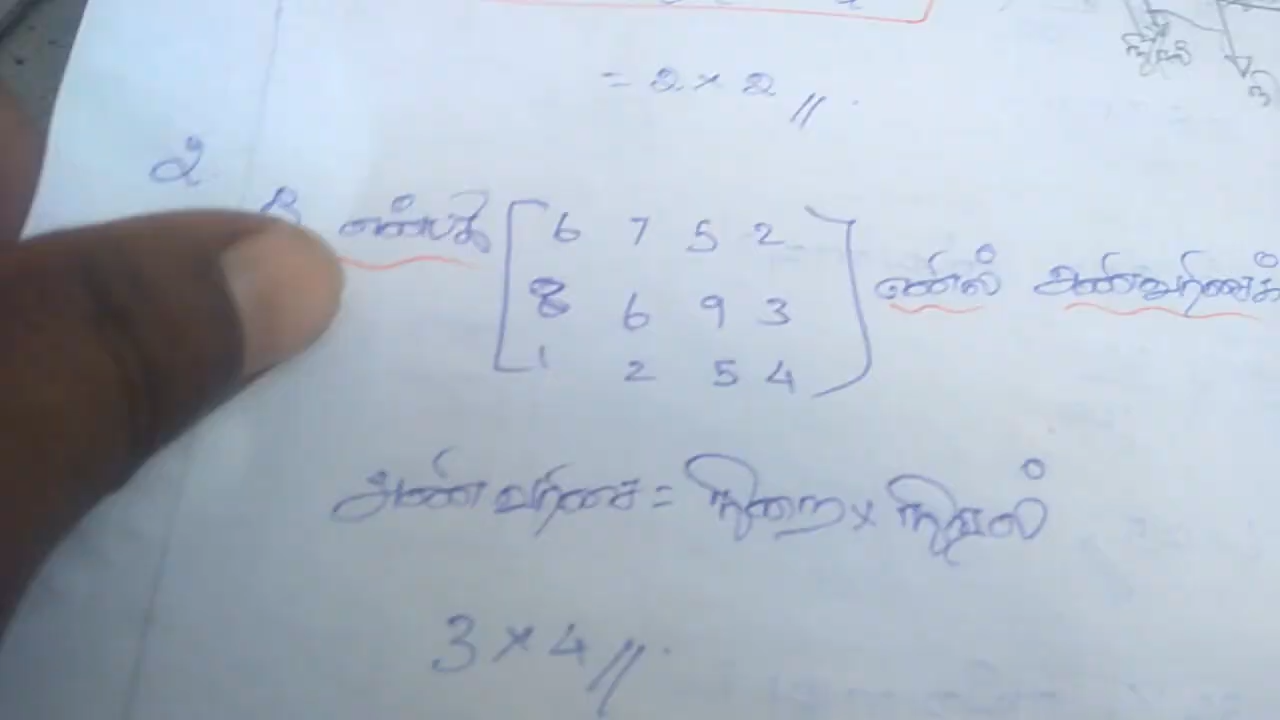 = 2 × 2 //.
2.
B என்பது [ 6 7 5 2 ] எனில் அணிவரிசைக்
8 6 9 3
1 2 5 4
அணி வரிசை = நிறை × நிரல்
3 × 4 //.